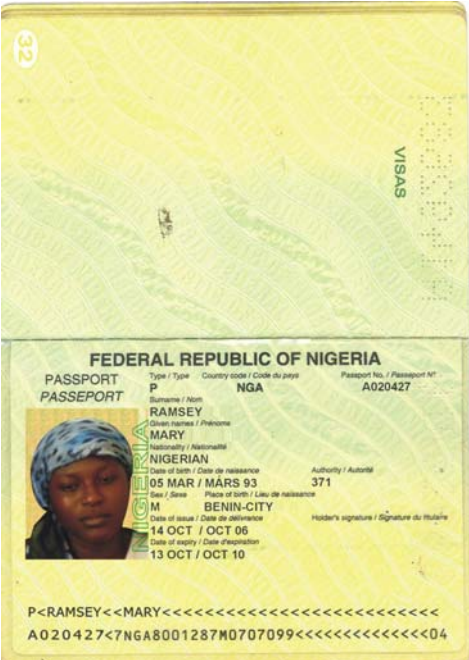 32
VISAS
FEDERAL REPUBLIC OF NIGERIA
PASSPORT
PASSEPORT
Type / Type Country code / Code du pays Passport No. / Passeport N°
P NGA A020427
Surname / Nom
RAMSEY
Given names / Prénoms
MARY
Nationality / Nationalité
NIGERIAN
Date of birth / Date de naissance Authority / Autorité
05 MAR / MARS 93 371
Sex / Sexe Place of birth / Lieu de naissance
M BENIN-CITY
Date of issue / Date de délivrance Holder's signature / Signature du titulaire
14 OCT / OCT 06
Date of expiry / Date d'expiration
13 OCT / OCT 10
NIGERIA
P<RAMSEY<<MARY<<<<<<<<<<<<<<<<<<<<<<<<<<<<
A020427<7NGA8001287M0707099<<<<<<<<<<<<<<04